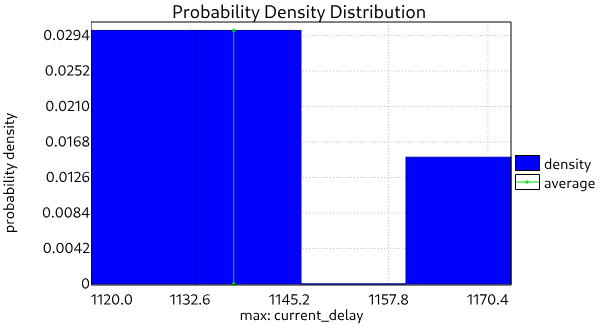 Probability Density Distribution
probability density
0.0294
0.0252
0.0210
0.0168
0.0126
0.0084
0.0042
0
1120.0 1132.6 1145.2 1157.8 1170.4
max: current_delay
density
average